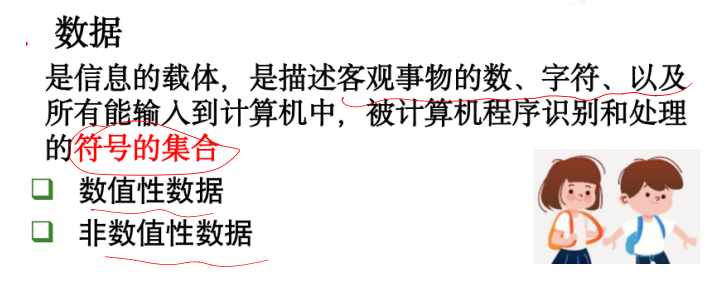 数据
是信息的载体，是描述客观事物的数、字符、以及
所有能输入到计算机中，被计算机程序识别和处理
的符号的集合
数值性数据
非数值性数据